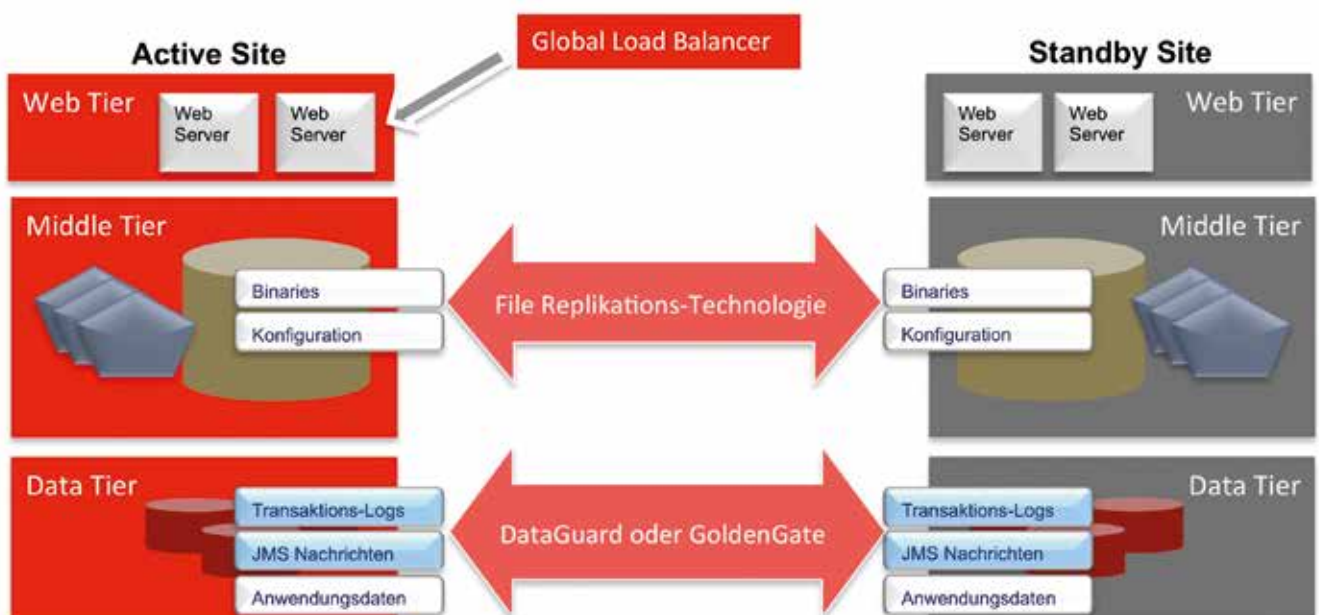 Global Load Balancer
Active Site
Standby Site
Web Tier
Web
Server
Web
Server
Web
Server
Web
Server
Web Tier
Middle Tier
Binaries
Konfiguration
File Replikations-Technologie
Middle Tier
Binaries
Konfiguration
Data Tier
Transaktions-Logs
JMS Nachrichten
Anwendungsdaten
DataGuard oder GoldenGate
Data Tier
Transaktions-Logs
JMS Nachrichten
Anwendungsdaten